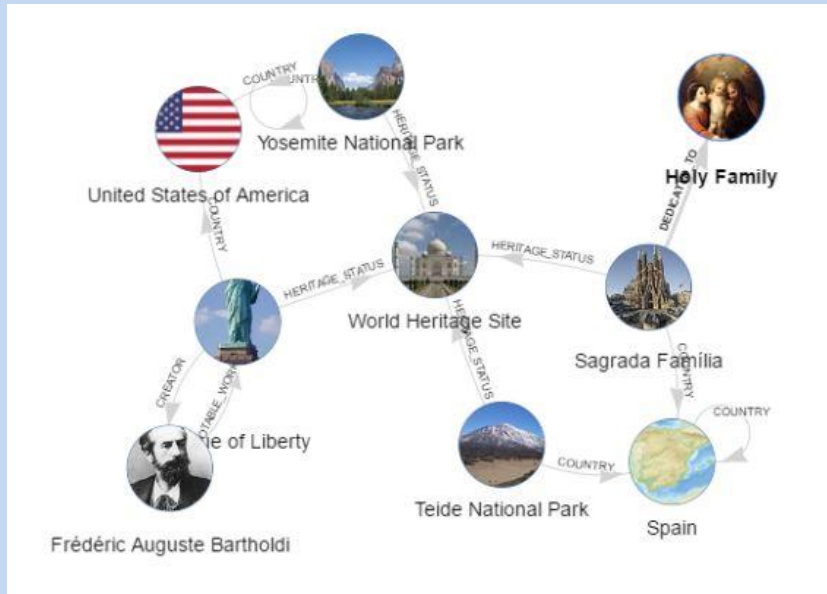 COUNTRY
Yosemite National Park
HERITAGE_STATUS
Holy Family
DEDICATED_TO
United States of America
COUNTRY
HERITAGE_STATUS
HERITAGE_STATUS
World Heritage Site
Sagrada Família
HERITAGE_STATUS
COUNTRY
CREATOR
of Liberty
COUNTRY
COUNTRY
Teide National Park
Spain
Frédéric Auguste Bartholdi